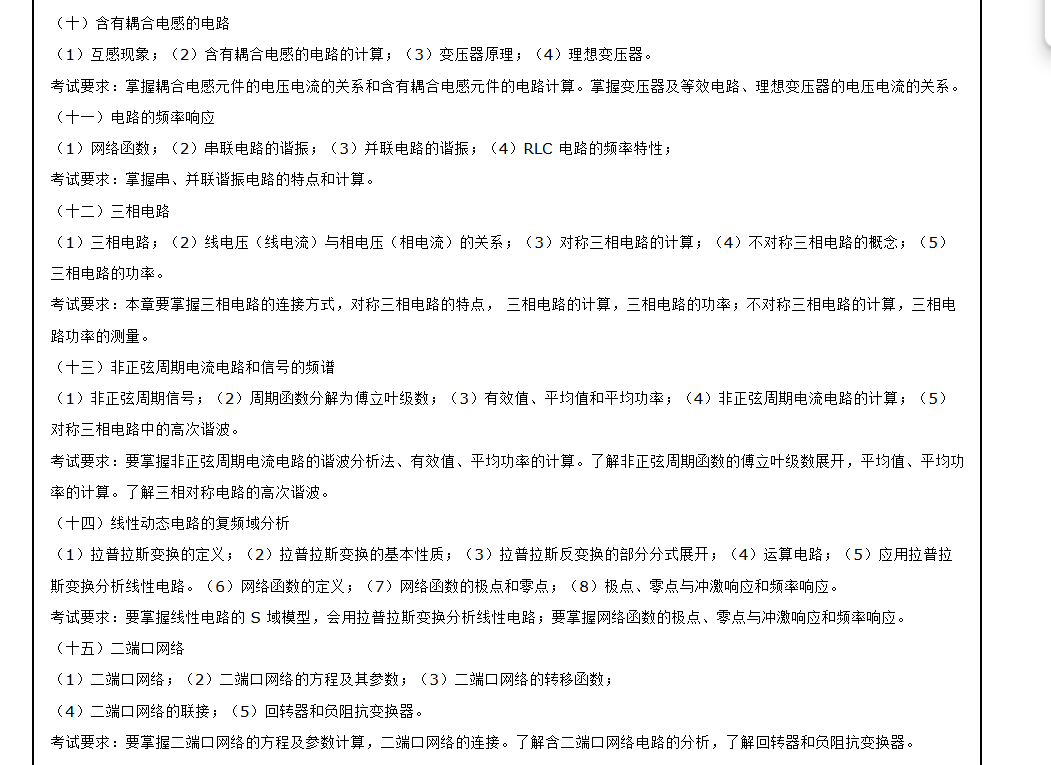 （十）含有耦合电感的电路
（1）互感现象；（2）含有耦合电感的电路的计算；（3）变压器原理；（4）理想变压器。
考试要求：掌握耦合电感元件的电压电流的关系和含有耦合电感元件的电路计算。掌握变压器及等效电路、理想变压器的电压电流的关系。
（十一）电路的频率响应
（1）网络函数；（2）串联电路的谐振；（3）并联电路的谐振；（4）RLC 电路的频率特性；
考试要求：掌握串、并联谐振电路的特点和计算。
（十二）三相电路
（1）三相电路；（2）线电压（线电流）与相电压（相电流）的关系；（3）对称三相电路的计算；（4）不对称三相电路的概念；（5）
三相电路的功率。
考试要求：本章要掌握三相电路的连接方式，对称三相电路的特点， 三相电路的计算，三相电路的功率；不对称三相电路的计算，三相电
路功率的测量。
（十三）非正弦周期电流电路和信号的频谱
（1）非正弦周期信号；（2）周期函数分解为傅立叶级数；（3）有效值、平均值和平均功率；（4）非正弦周期电流电路的计算；（5）
对称三相电路中的高次谐波。
考试要求：要掌握非正弦周期电流电路的谐波分析法、有效值、平均功率的计算。了解非正弦周期函数的傅立叶级数展开，平均值、平均功
率的计算。了解三相对称电路的高次谐波。
（十四）线性动态电路的复频域分析
（1）拉普拉斯变换的定义；（2）拉普拉斯变换的基本性质；（3）拉普拉斯反变换的部分分式展开；（4）运算电路；（5）应用拉普拉
斯变换分析线性电路。（6）网络函数的定义；（7）网络函数的极点和零点；（8）极点、零点与冲激响应和频率响应。
考试要求：要掌握线性电路的 S 域模型，会用拉普拉斯变换分析线性电路；要掌握网络函数的极点、零点与冲激响应和频率响应。
（十五）二端口网络
（1）二端口网络；（2）二端口网络的方程及其参数；（3）二端口网络的转移函数；
（4）二端口网络的联接；（5）回转器和负阻抗变换器。
考试要求：要掌握二端口网络的方程及参数计算，二端口网络的连接。了解含二端口网络电路的分析，了解回转器和负阻抗变换器。